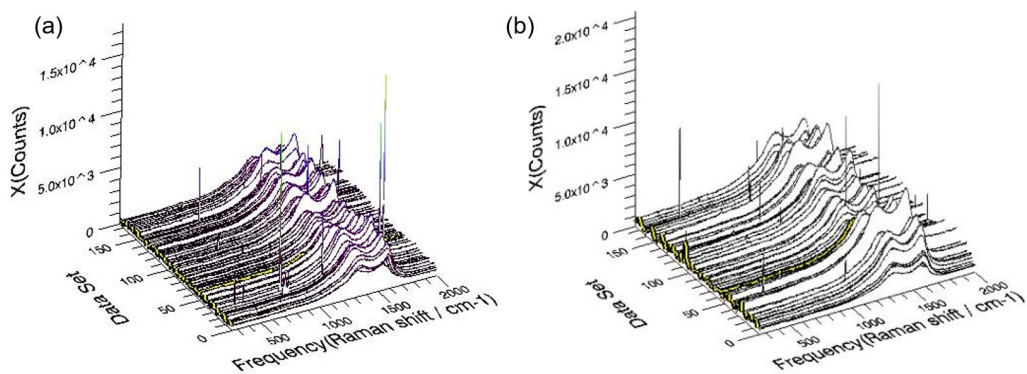 (a)
X(Counts)
1.5x10^4
1.0x10^4
5.0x10^3
0
150
100
50
0
Data Set
500
1000
1500
2000
Frequency(Raman shift / cm-1)
(b)
X(Counts)
2.0x10^4
1.5x10^4
1.0x10^4
5.0x10^3
0
150
100
50
0
Data Set
500
1000
1500
2000
Frequency(Raman shift / cm-1)